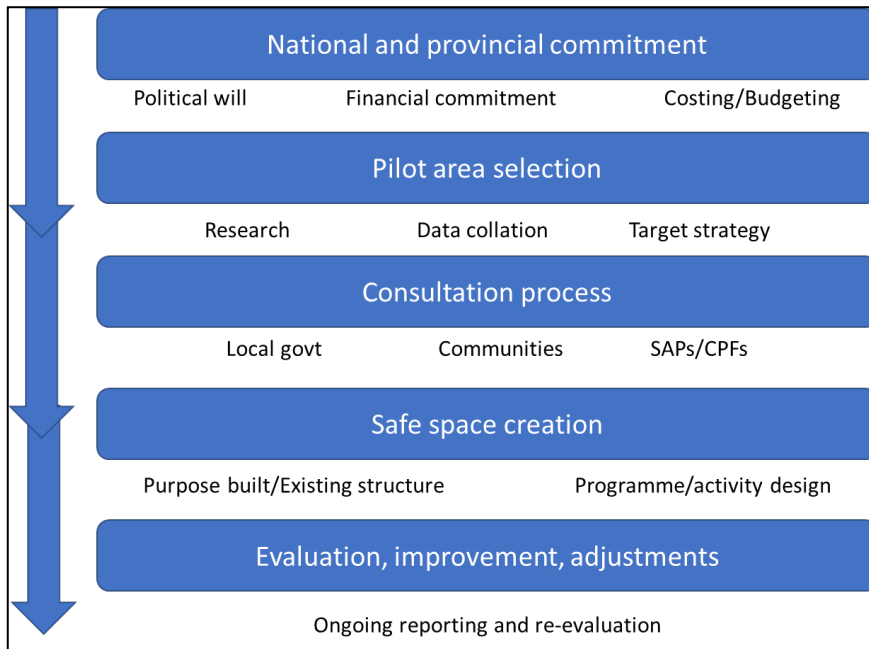 National and provincial commitment
Political will Financial commitment Costing/Budgeting
Pilot area selection
Research Data collation Target strategy
Consultation process
Local govt Communities SAPs/CPFs
Safe space creation
Purpose built/Existing structure Programme/activity design
Evaluation, improvement, adjustments
Ongoing reporting and re-evaluation